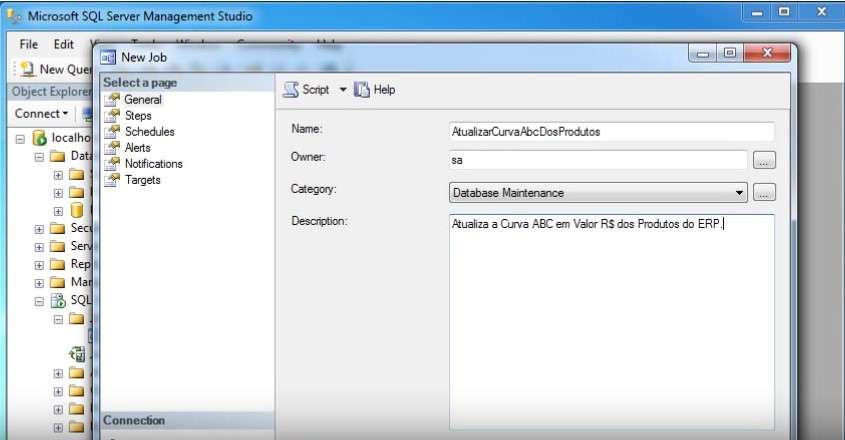 Microsoft SQL Server Management Studio
File Edit
New Job
New Quer
Select a page
Script Help
Object Explorer
General
Connect
Steps
Name: AtualizarCurvaAbcDosProdutos
localho
Schedules
Alerts
Owner: sa ...
Data
Notifications
Targets
Category: Database Maintenance ...
Description: Atualiza a Curva ABC em Valor R$ dos Produtos do ERP.
Secu
Serv
Rep
Man
SQL
Connection